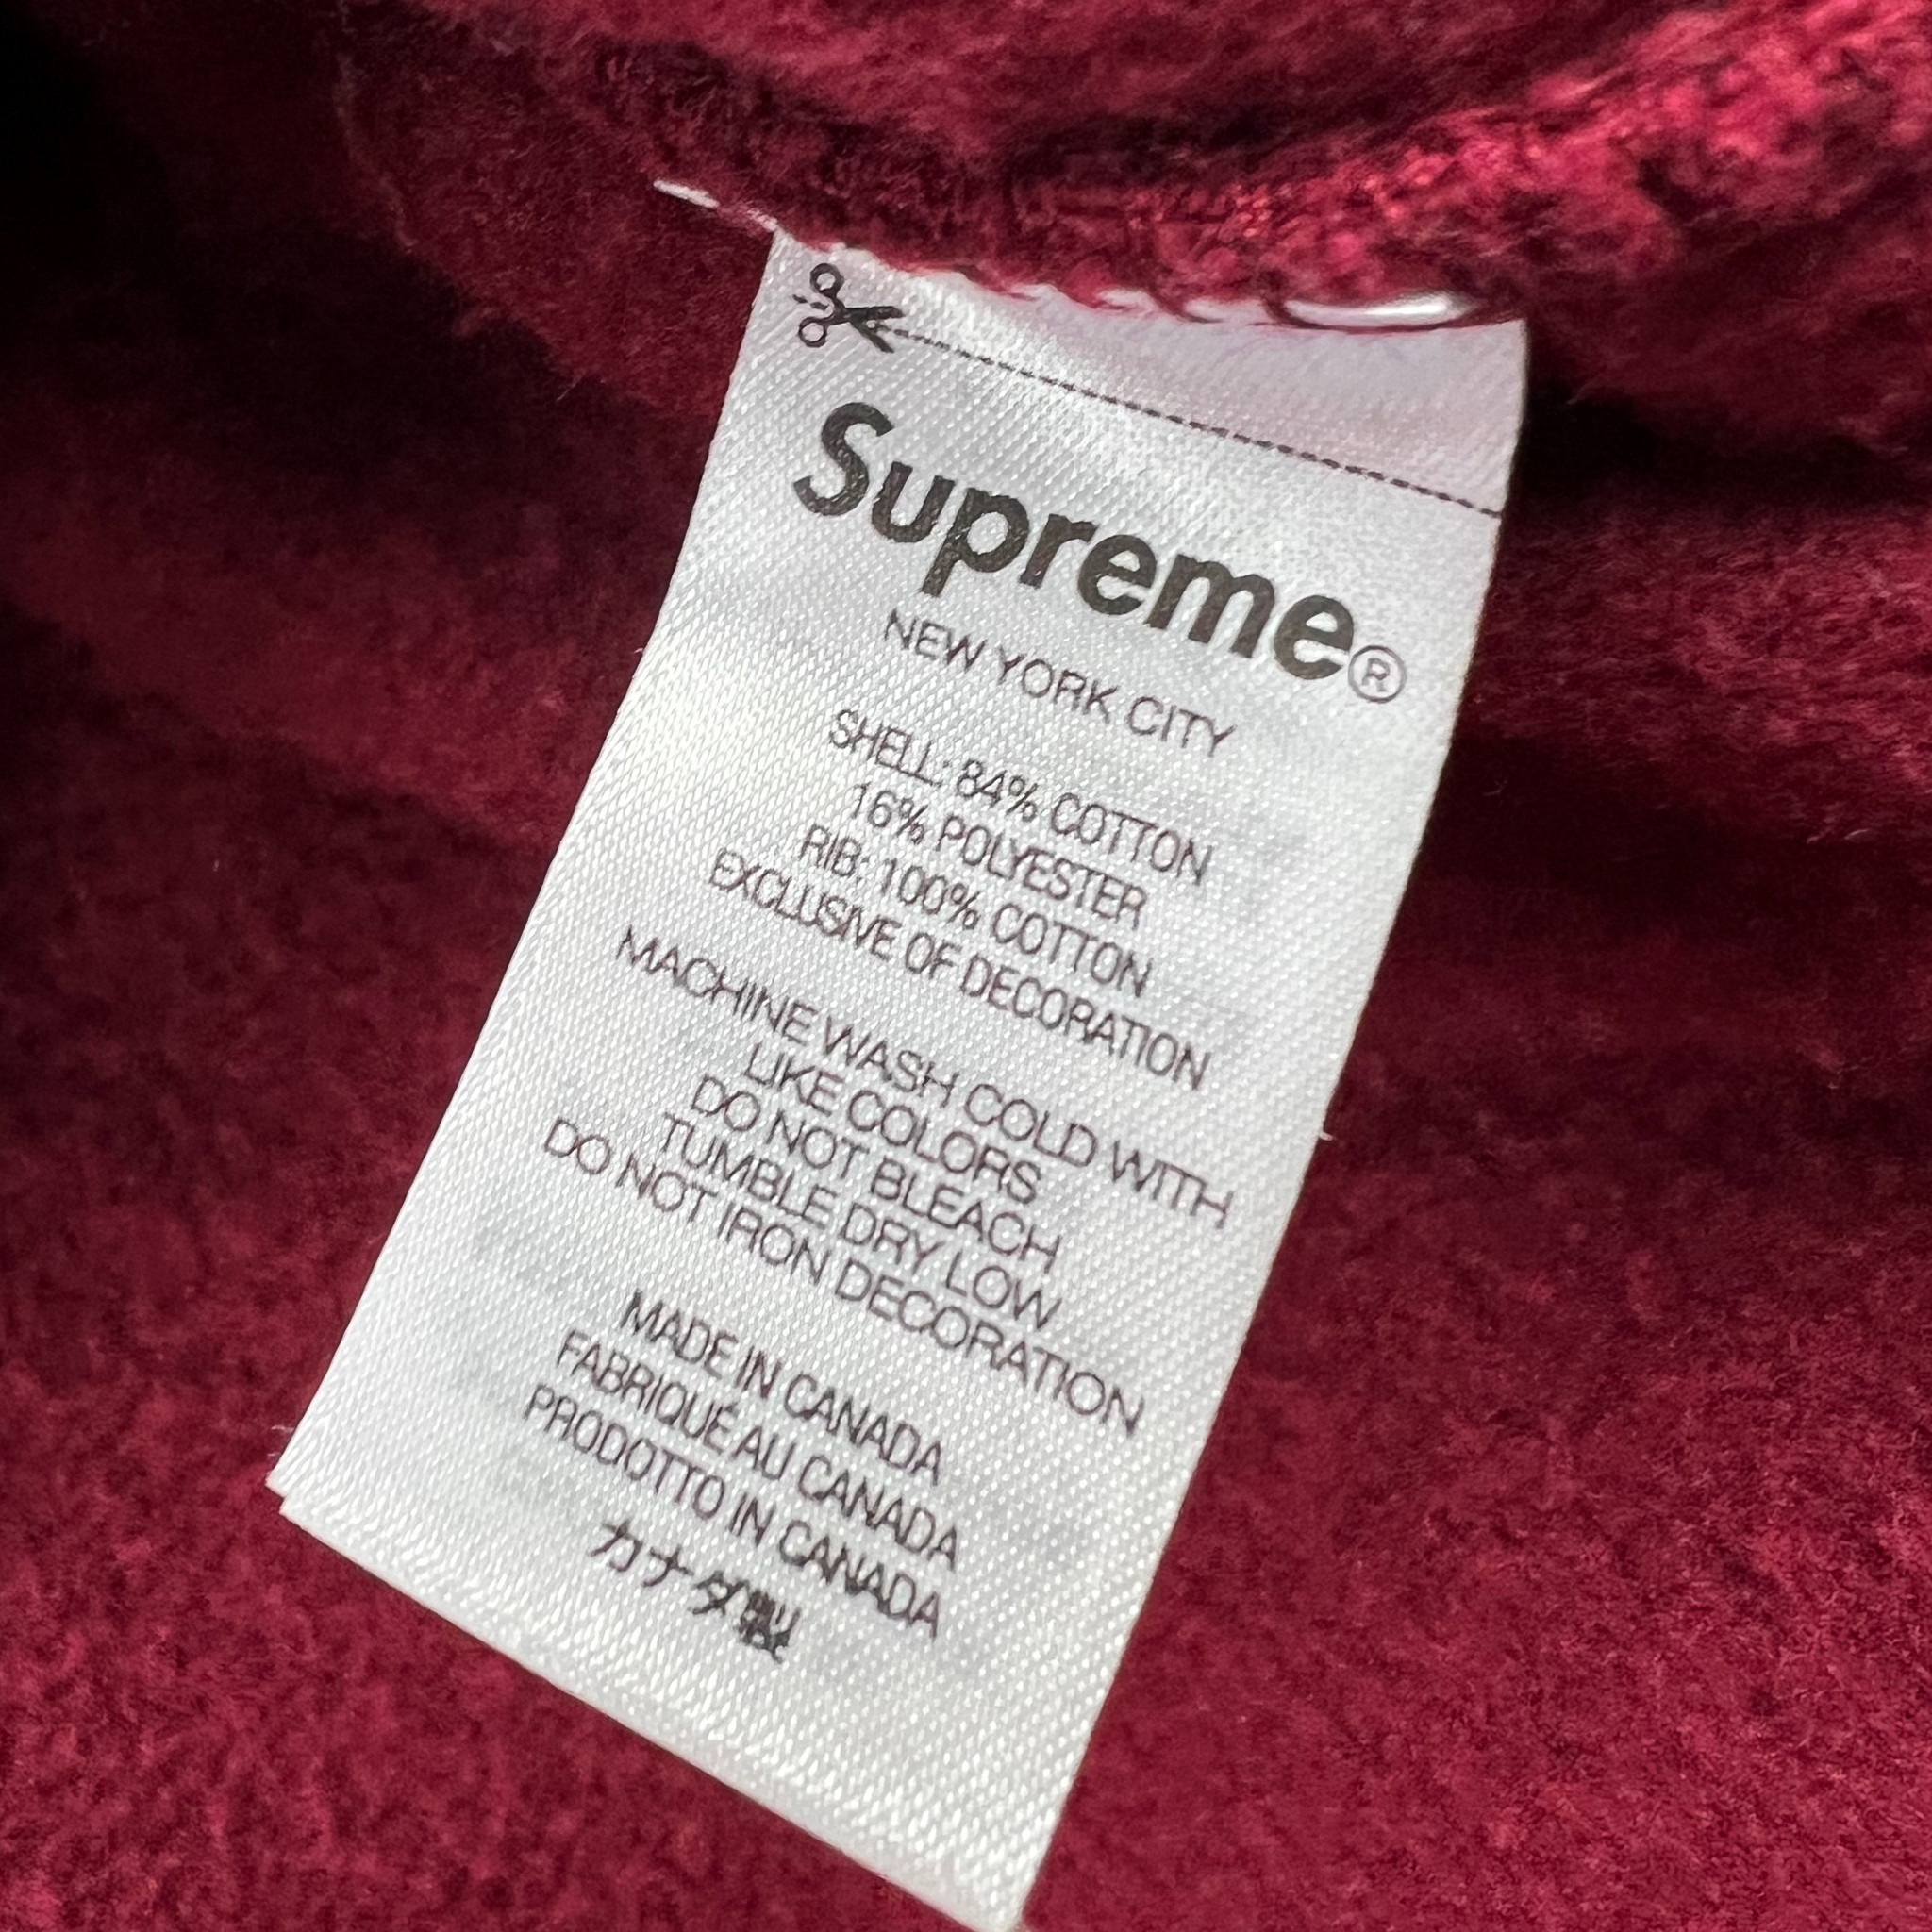 Supreme®
NEW YORK CITY
SHELL: 84% COTTON
16% POLYESTER
RIB: 100% COTTON
EXCLUSIVE OF DECORATION
MACHINE WASH COLD WITH
LIKE COLORS
DO NOT BLEACH
TUMBLE DRY LOW
DO NOT IRON DECORATION
MADE IN CANADA
FABRIQUÉ AU CANADA
PRODOTTO IN CANADA
カナダ製